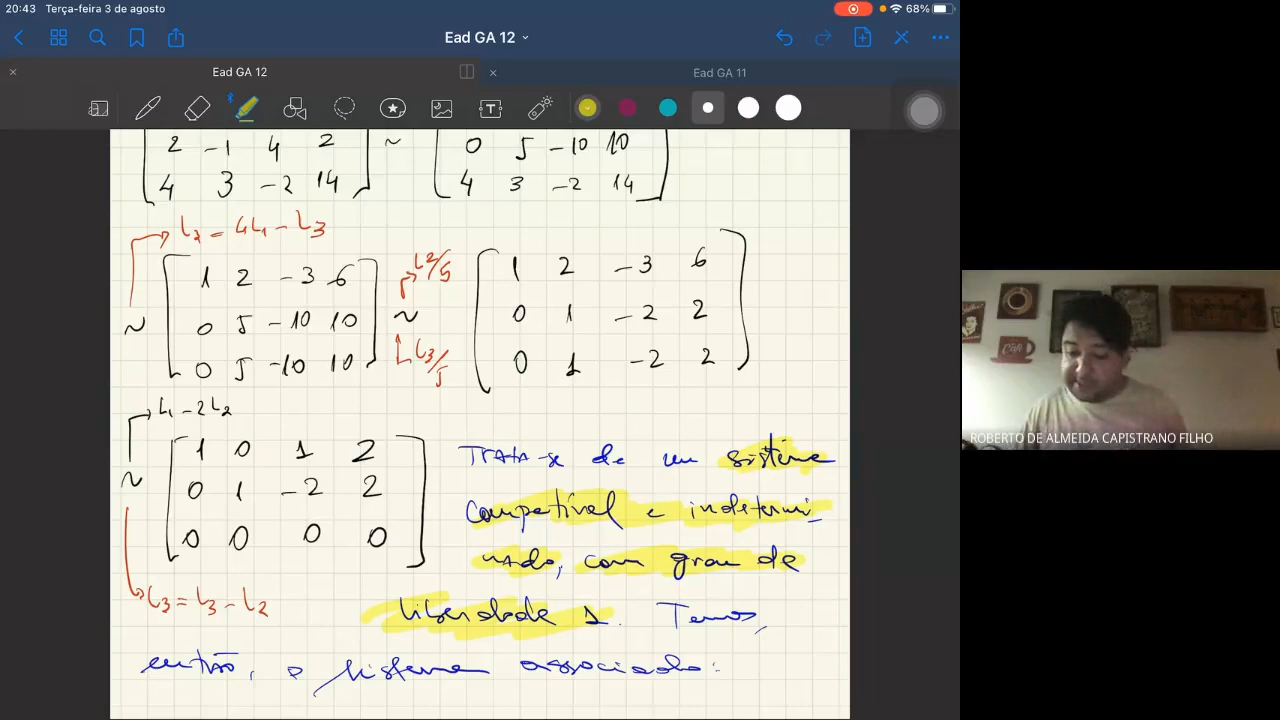 20:43 Terça-feira 3 de agosto
68%
Ead GA 12
Ead GA 12
Ead GA 11
T
2 -1 4 2 ~ 0 5 -10 10
4 3 -2 14 4 3 -2 14
L2 = 4L1 - L3
L2/5
1 2 -3 6
0 5 -10 10
0 5 -10 10
~
~
L3/5
1 2 -3 6
0 1 -2 2
0 1 -2 2
L1 - 2L2
1 0 1 2
~ 0 1 -2 2
0 0 0 0
L3 = L3 - L2
Trata-se de um sistema
compatível e indetermi
nado, com grau de
liberdade 1. Temos,
então, o sistema associado:
CAFÉ
ROBERTO DE ALMEIDA CAPISTRANO FILHO